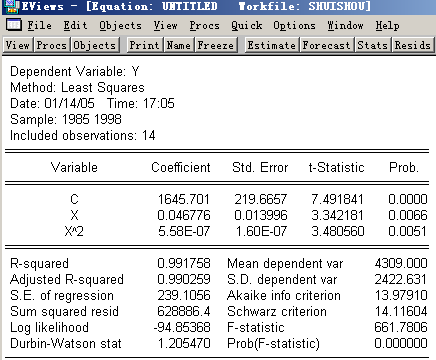 EViews - [Equation: UNTITLED Workfile: SHUISHOU]
File Edit Objects View Procs Quick Options Window Help
View Procs Objects Print Name Freeze Estimate Forecast Stats Resids
Dependent Variable: Y
Method: Least Squares
Date: 01/14/05 Time: 17:05
Sample: 1985 1998
Included observations: 14
Variable Coefficient Std. Error t-Statistic Prob.
C 1645.701 219.6657 7.491841 0.0000
X 0.046776 0.013996 3.342181 0.0066
X^2 5.58E-07 1.60E-07 3.480560 0.0051
R-squared 0.991758 Mean dependent var 4309.000
Adjusted R-squared 0.990259 S.D. dependent var 2422.631
S.E. of regression 239.1056 Akaike info criterion 13.97910
Sum squared resid 628886.4 Schwarz criterion 14.11604
Log likelihood -94.85368 F-statistic 661.7806
Durbin-Watson stat 1.205470 Prob(F-statistic) 0.000000